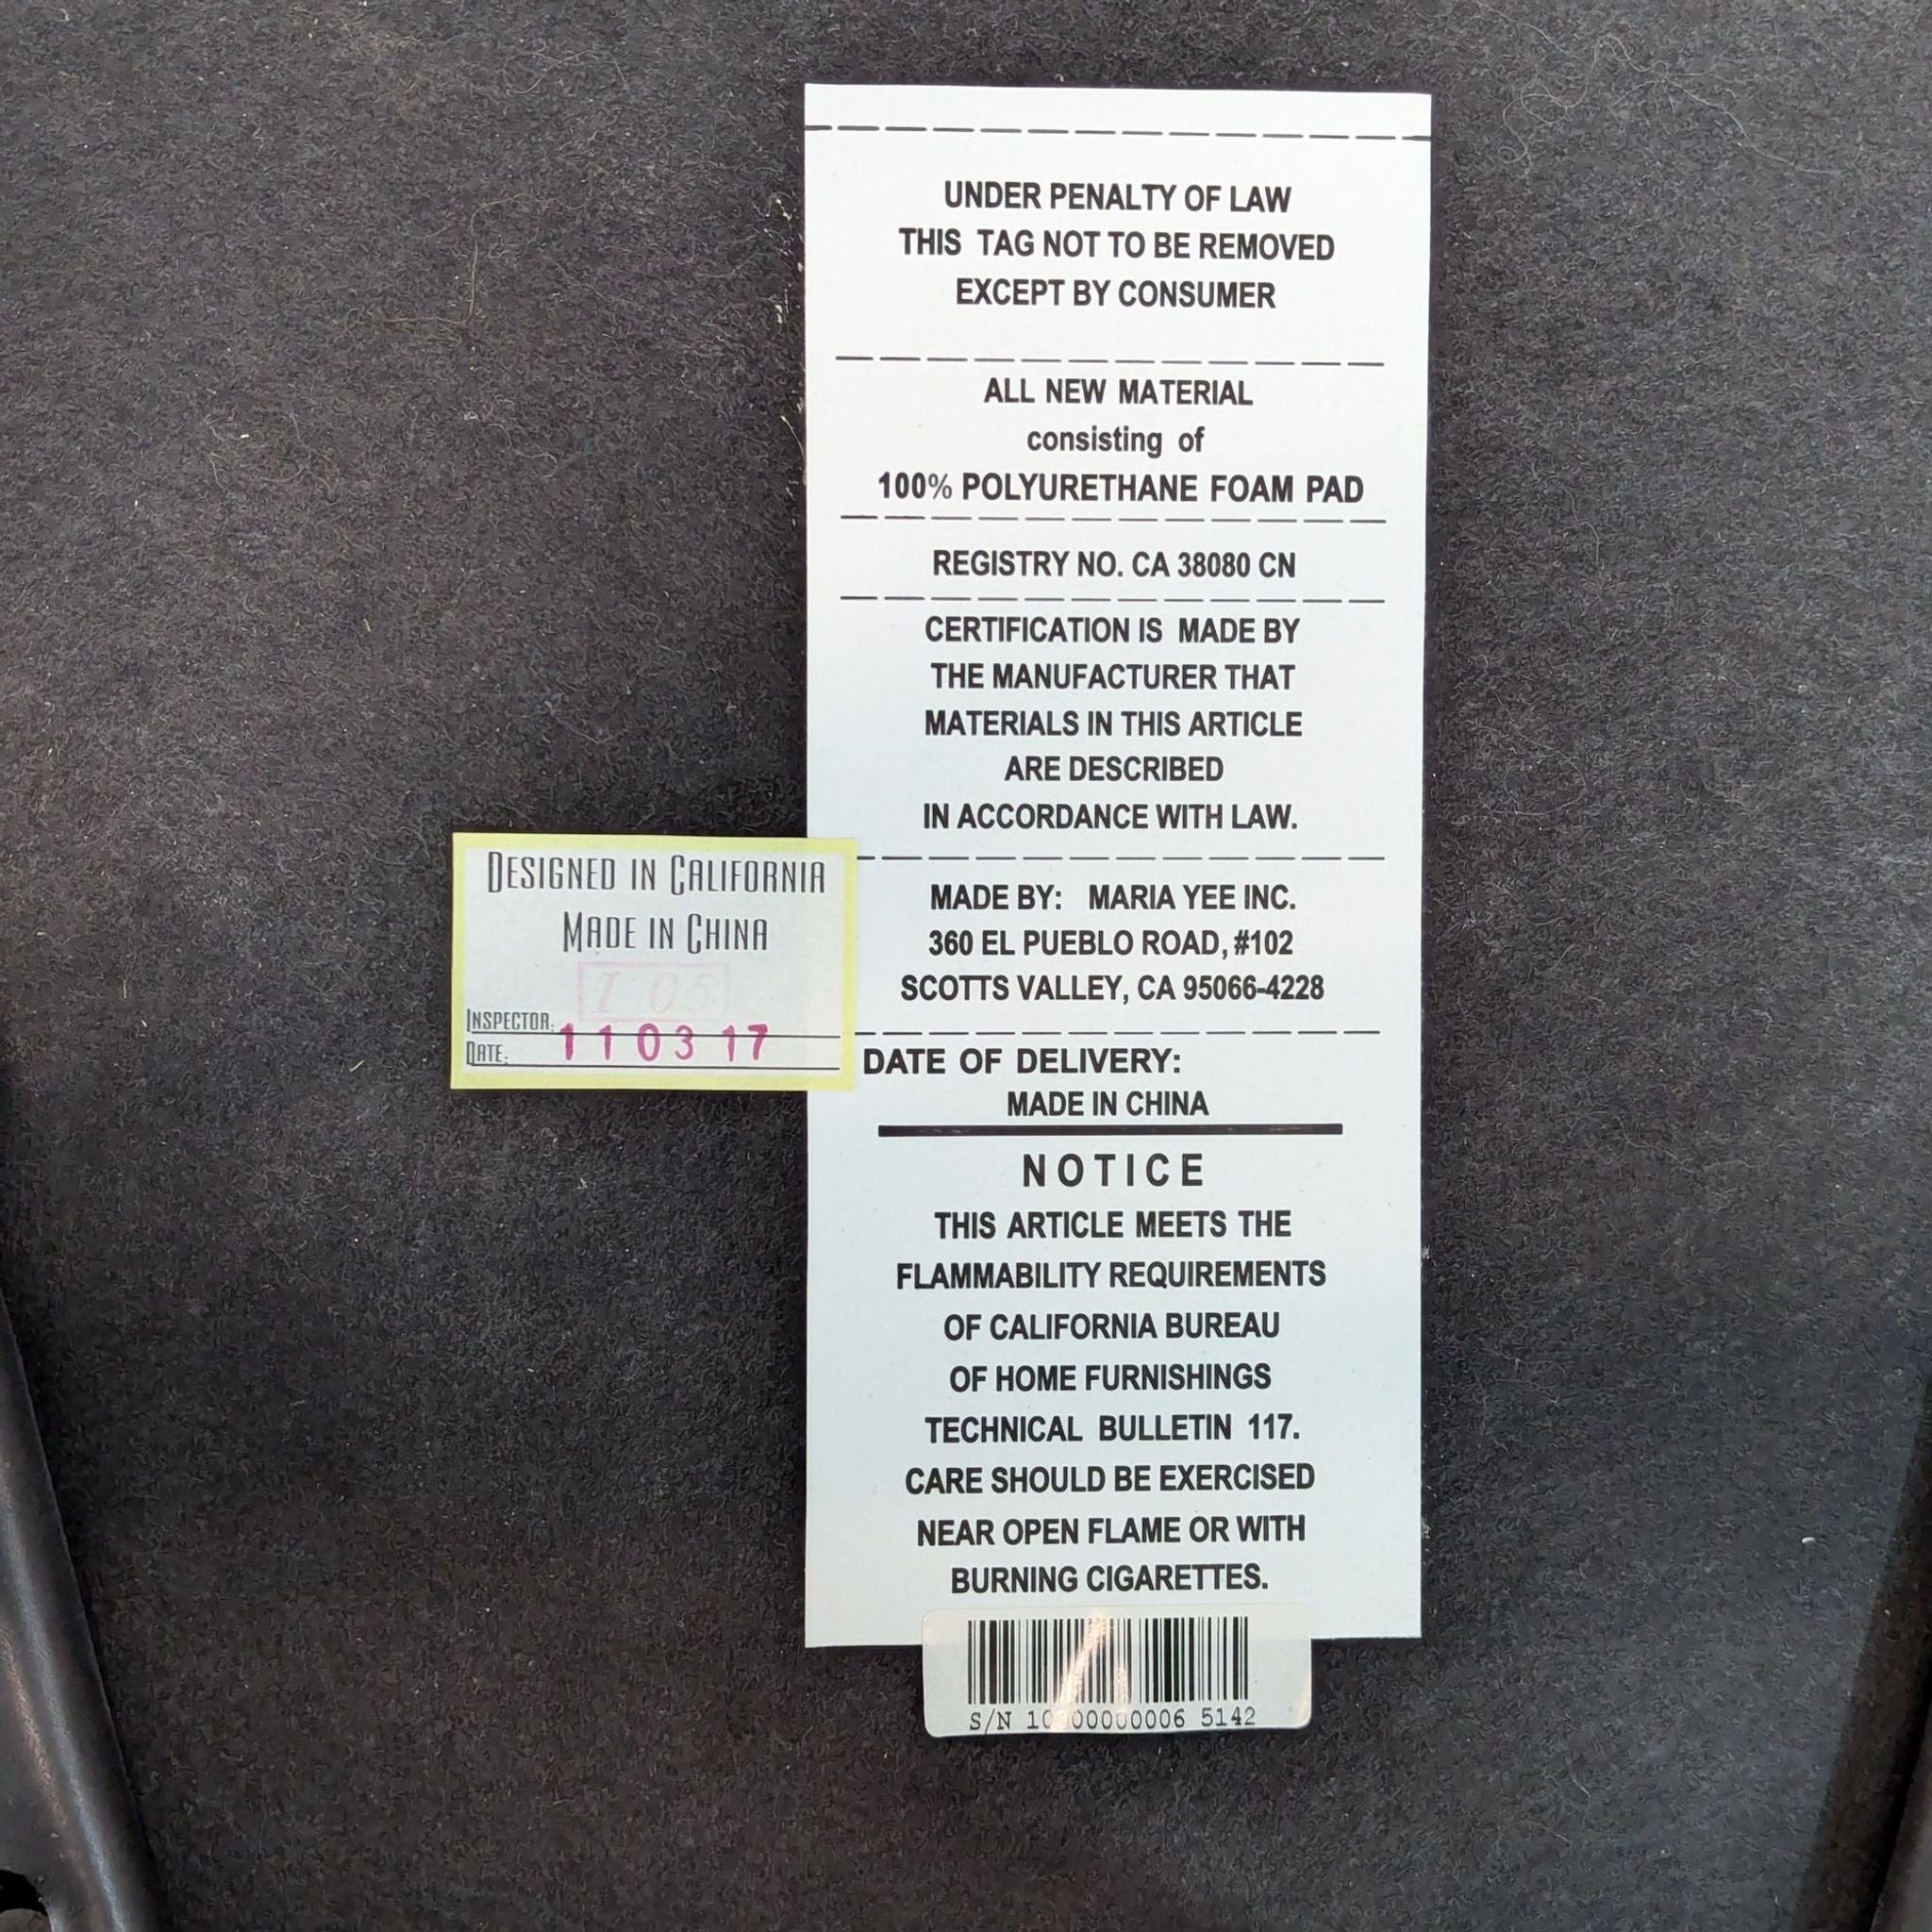 UNDER PENALTY OF LAW
THIS TAG NOT TO BE REMOVED
EXCEPT BY CONSUMER
ALL NEW MATERIAL
consisting of
100% POLYURETHANE FOAM PAD
REGISTRY NO. CA 38080 CN
CERTIFICATION IS MADE BY
THE MANUFACTURER THAT
MATERIALS IN THIS ARTICLE
ARE DESCRIBED
IN ACCORDANCE WITH LAW.
MADE BY: MARIA YEE INC.
360 EL PUEBLO ROAD, #102
SCOTTS VALLEY, CA 95066-4228
DATE OF DELIVERY:
MADE IN CHINA
NOTICE
THIS ARTICLE MEETS THE
FLAMMABILITY REQUIREMENTS
OF CALIFORNIA BUREAU
OF HOME FURNISHINGS
TECHNICAL BULLETIN 117.
CARE SHOULD BE EXERCISED
NEAR OPEN FLAME OR WITH
BURNING CIGARETTES.
S/N 5142
DESIGNED IN CALIFORNIA
MADE IN CHINA
INSPECTOR:
DATE: 11 03 17